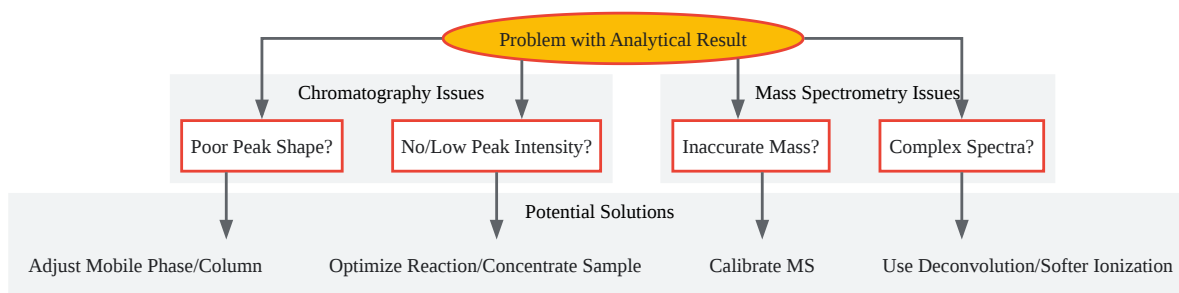 Problem with Analytical Result
Chromatography Issues
Mass Spectrometry Issues
Poor Peak Shape?
No/Low Peak Intensity?
Inaccurate Mass?
Complex Spectra?
Potential Solutions
Adjust Mobile Phase/Column
Optimize Reaction/Concentrate Sample
Calibrate MS
Use Deconvolution/Softer Ionization